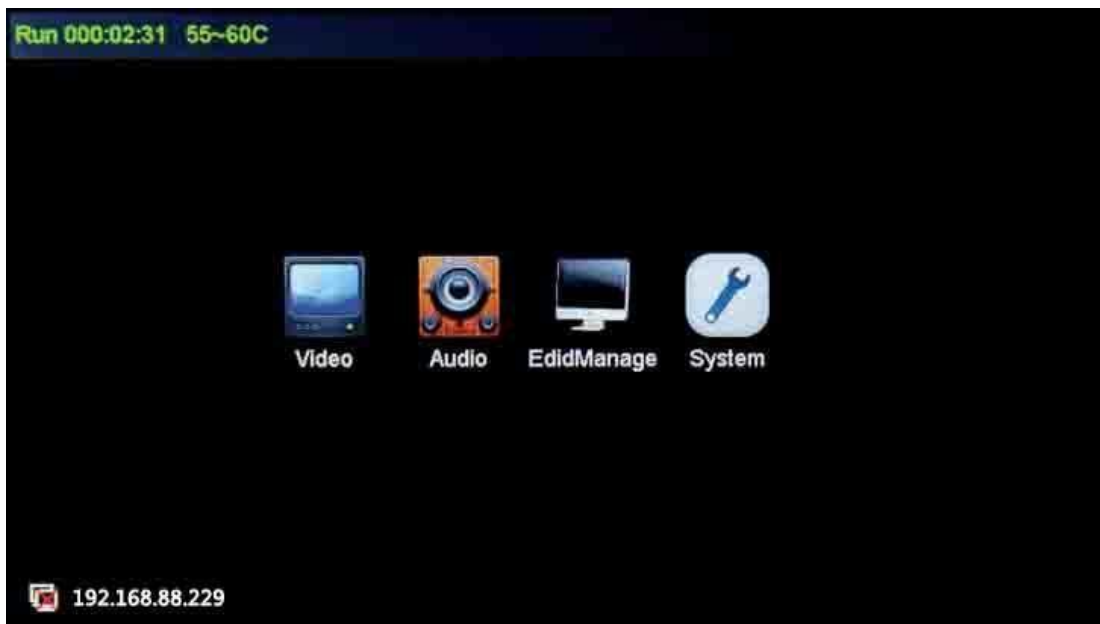 Run 000:02:31 55~60C
Video
Audio
EdidManage
System
192.168.88.229